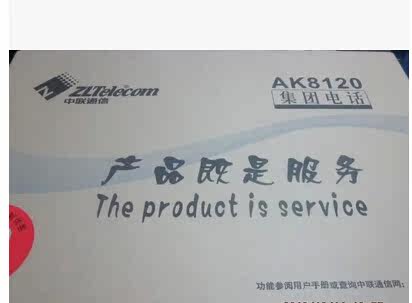 ZLTelecom
中联通信
AK8120
集团电话
产品既是服务
The product is service
功能参阅用户手册或查询中联通信网: